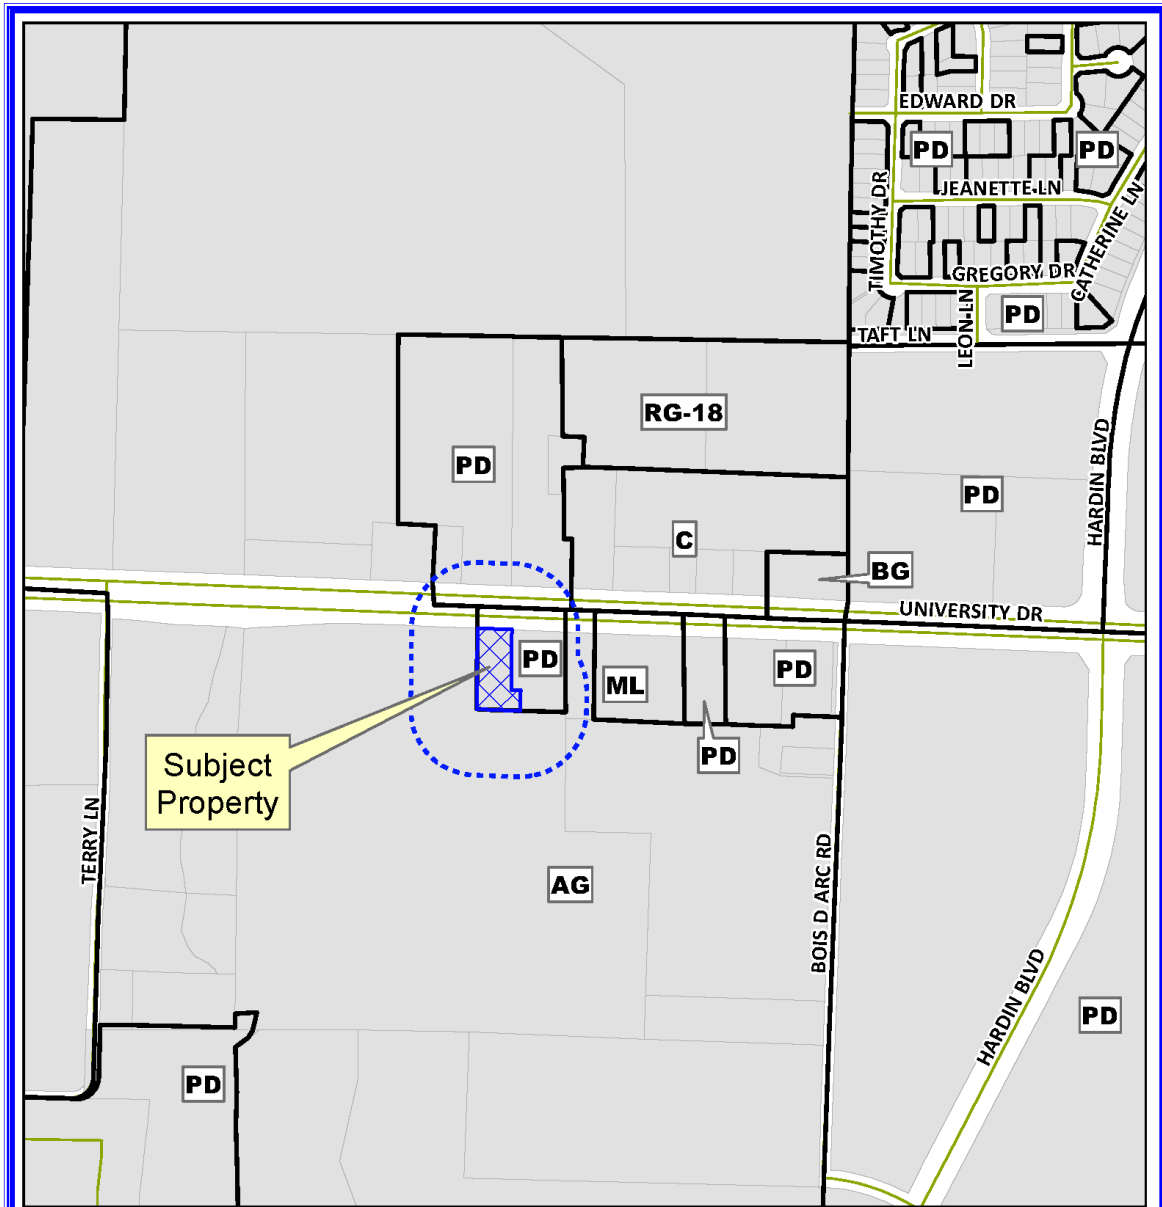 EDWARD DR
PD
PD
JEANETTE LN
TIMOTHY DR
CATHERINE LN
GREGORY DR
LEON LN
PD
TAFT LN
RG-18
HARDIN BLVD
PD
PD
C
BG
UNIVERSITY DR
PD
PD
ML
PD
Subject
Property
TERRY LN
AG
BOIS D ARC RD
HARDIN BLVD
PD
PD